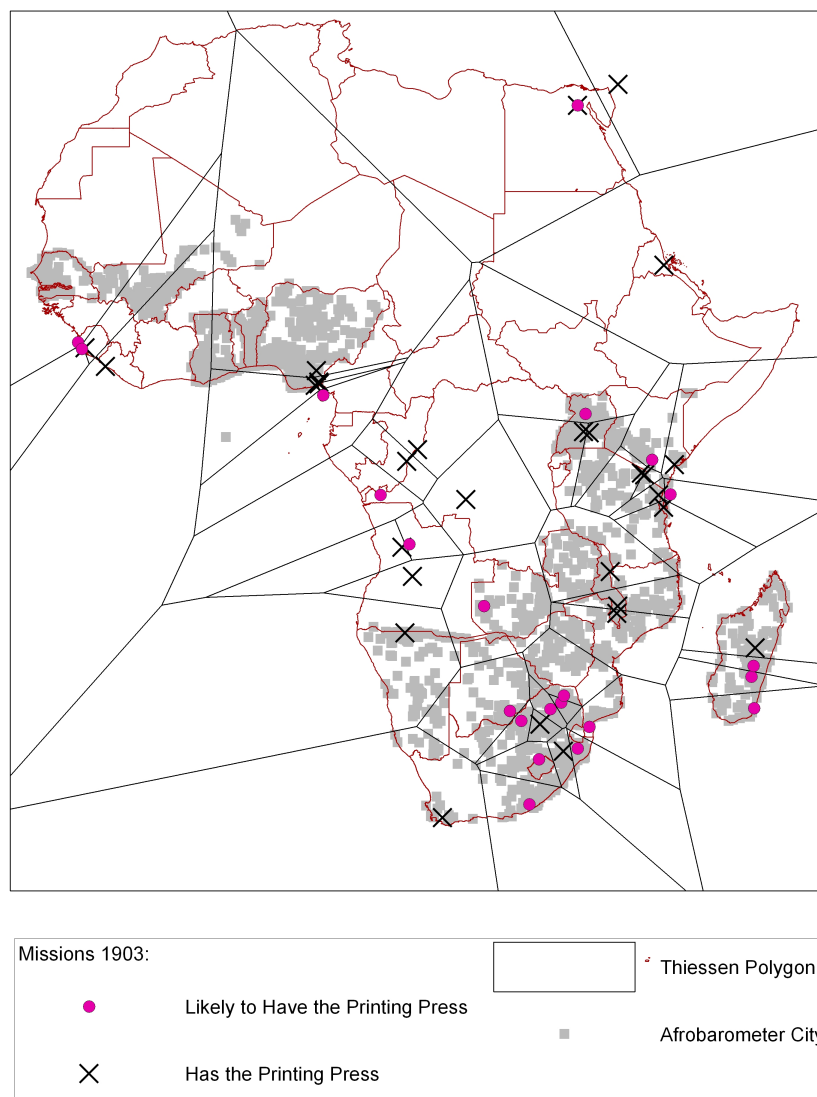 Missions 1903:
Thiessen Polygon
Likely to Have the Printing Press
Afrobarometer City
Has the Printing Press